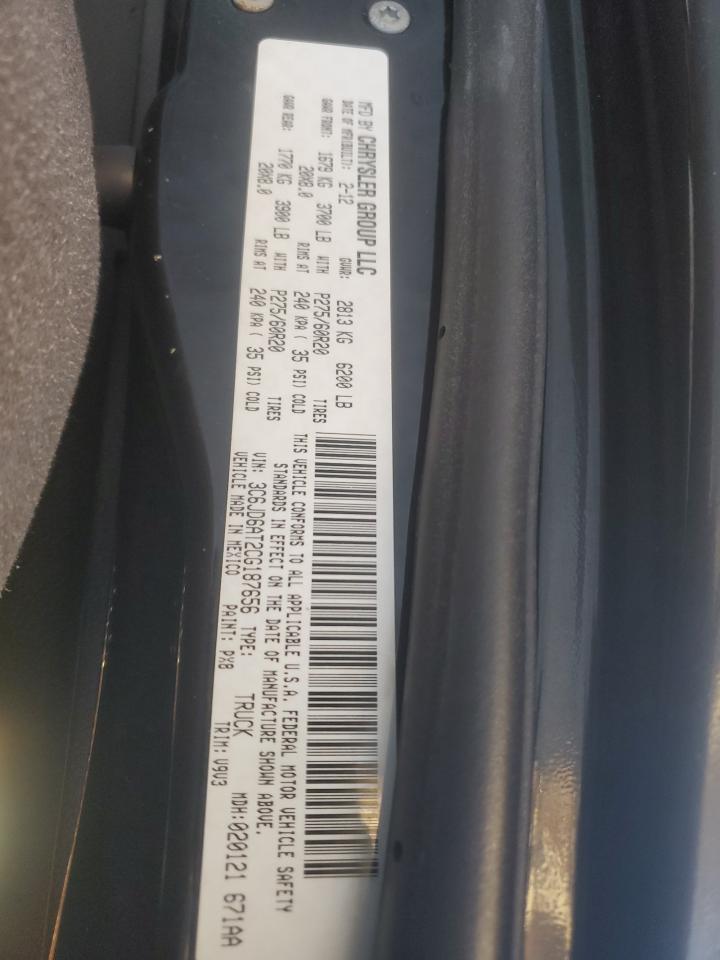 MFD BY CHRYSLER GROUP LLC
DATE OF MFR(BUILT): 2-12 GVWR: 2813 KG 6200 LB
GAWR FRONT: 1679 KG 3700 LB WITH P275/60R20 TIRES
20X8.0 RIMS AT 240 KPA ( 35 PSI) COLD
GAWR REAR: 1770 KG 3900 LB WITH P275/60R20 TIRES
20X8.0 RIMS AT 240 KPA ( 35 PSI) COLD
THIS VEHICLE CONFORMS TO ALL APPLICABLE U.S.A. FEDERAL MOTOR VEHICLE SAFETY
STANDARDS IN EFFECT ON THE DATE OF MANUFACTURE SHOWN ABOVE.
VIN: 3C6JD6AT2CG187656 TYPE: TRUCK MDH:020121 671AA
VEHICLE MADE IN MEXICO PAINT: PX8 TRIM: V9V3